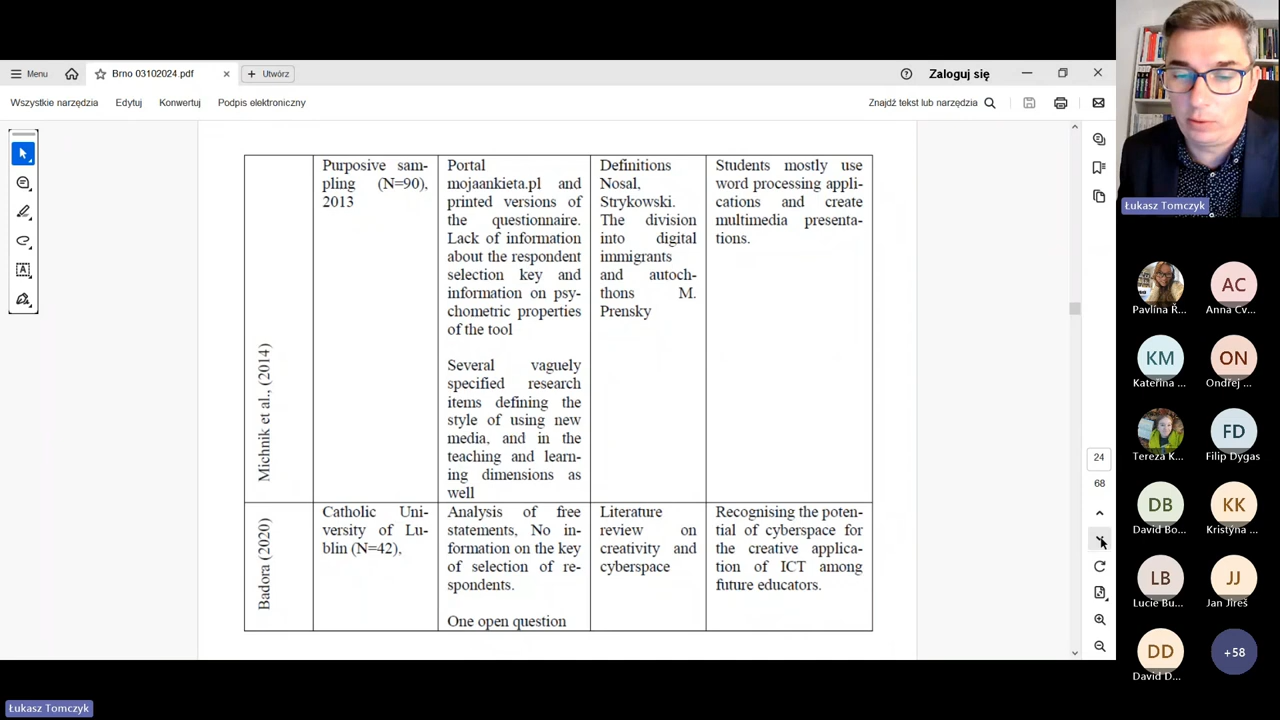 Menu
Brno 03102024.pdf
Utwórz
Zaloguj się
Wszystkie narzędzia
Edytuj
Konwertuj
Podpis elektroniczny
Znajdź tekst lub narzędzia
Michnik et al., (2014)
Purposive sam-
pling (N=90),
2013
Portal
mojaankieta.pl and
printed versions of
the questionnaire.
Lack of information
about the respondent
selection key and
information on psy-
chometric properties
of the tool
Several vaguely
specified research
items defining the
style of using new
media, and in the
teaching and learn-
ing dimensions as
well
Definitions
Nosal,
Strykowski.
The division
into digital
immigrants
and autoch-
thons M.
Prensky
Students mostly use
word processing appli-
cations and create
multimedia presenta-
tions.
Badora (2020)
Catholic Uni-
versity of Lu-
blin (N=42),
Analysis of free
statements, No in-
formation on the key
of selection of re-
spondents.
One open question
Literature
review on
creativity and
cyberspace
Recognising the poten-
tial of cyberspace for
the creative applica-
tion of ICT among
future educators.
24
68
Łukasz Tomczyk
Pavlína Ř...
AC
Anna Cv...
KM
Kateřina ...
ON
Ondřej ...
Tereza K...
FD
Filip Dygas
DB
David Bo...
KK
Kristýna ...
LB
Lucie Bu...
JJ
Jan Jireš
DD
David D...
+58
Łukasz Tomczyk